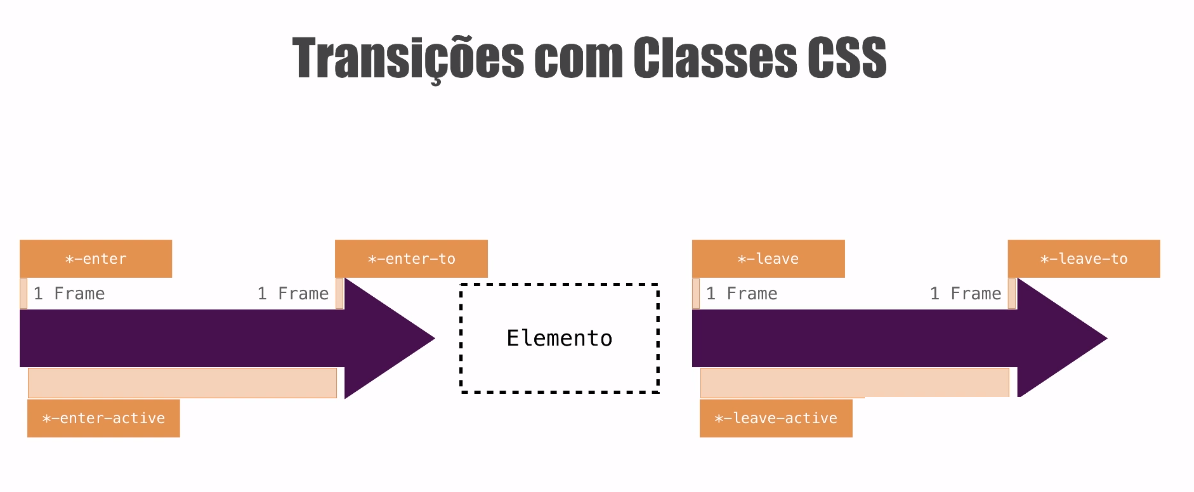 Transições com Classes CSS
*-enter
*-enter-to
*-leave
*-leave-to
1 Frame
1 Frame
1 Frame
1 Frame
Elemento
*-enter-active
*-leave-active